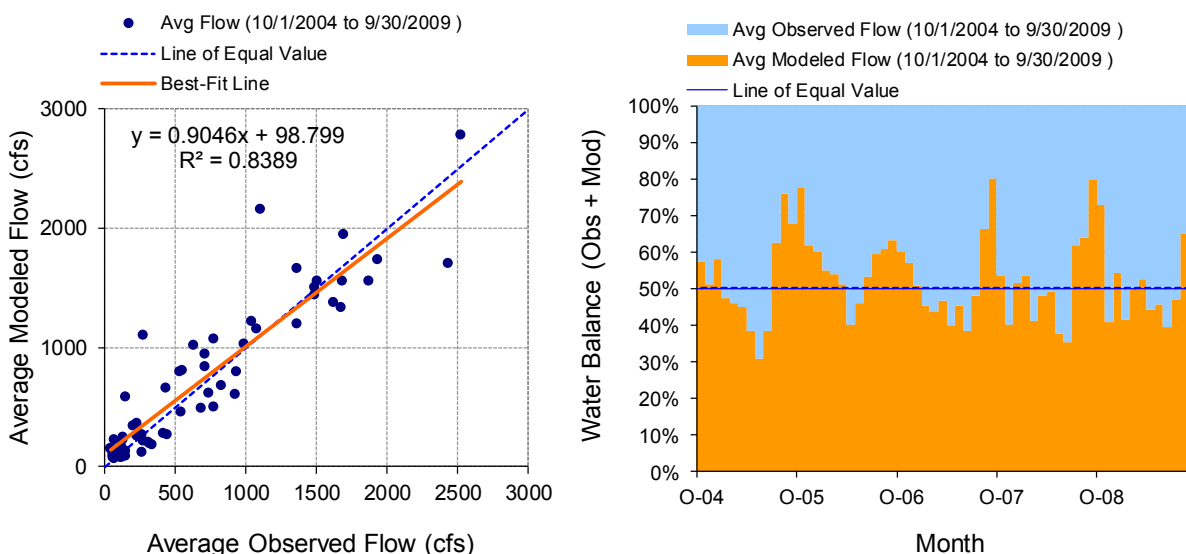 Avg Flow (10/1/2004 to 9/30/2009 )
Line of Equal Value
Best-Fit Line
3000
2000
1000
0
y = 0.9046x + 98.799
R² = 0.8389
Average Modeled Flow (cfs)
0 500 1000 1500 2000 2500 3000
Average Observed Flow (cfs)
Avg Observed Flow (10/1/2004 to 9/30/2009 )
Avg Modeled Flow (10/1/2004 to 9/30/2009 )
Line of Equal Value
100%
90%
80%
70%
60%
50%
40%
30%
20%
10%
0%
Water Balance (Obs + Mod)
O-04 O-05 O-06 O-07 O-08
Month